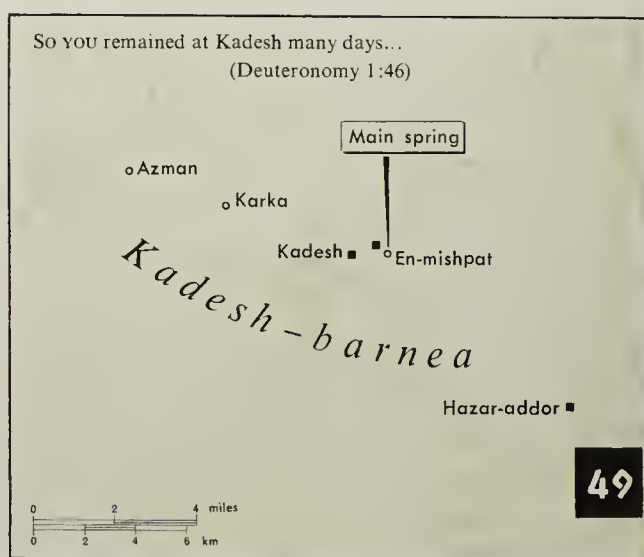 So YOU remained at Kadesh many days...
(Deuteronomy 1:46)
Main spring
Azman
Karka
Kadesh
En-mishpat
Kadesh-barnea
Hazar-addor
49
0 2 4 miles
0 2 4 6 km